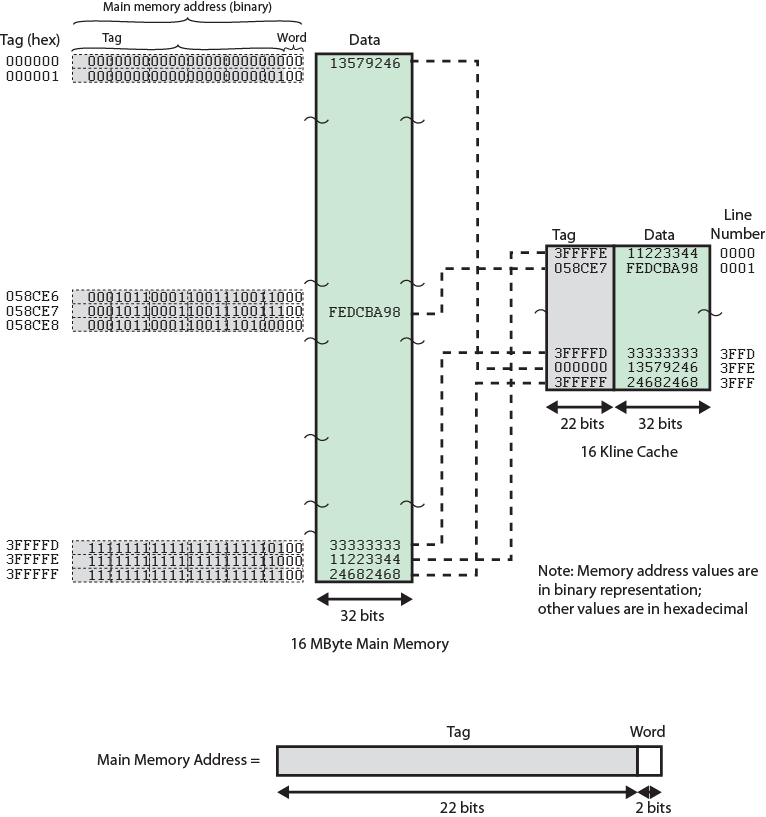 Main memory address (binary)
Tag (hex) Tag Word Data
000000 000000000000000000000000 13579246
000001 000000000000000000000100
Line
Number
Tag Data
3FFFFE 11223344 0000
058CE7 FEDCBA98 0001
058CE6 000101100011001110011000
058CE7 000101100011001110011100 FEDCBA98
058CE8 000101100011001110100000
3FFFFD 33333333 3FFD
000000 13579246 3FFE
3FFFFF 24682468 3FFF
22 bits 32 bits
16 Kline Cache
3FFFFD 111111111111111111110100 33333333
3FFFFE 111111111111111111111000 11223344
3FFFFF 111111111111111111111100 24682468
32 bits
16 MByte Main Memory
Note: Memory address values are
in binary representation;
other values are in hexadecimal
Tag Word
Main Memory Address =
22 bits 2 bits